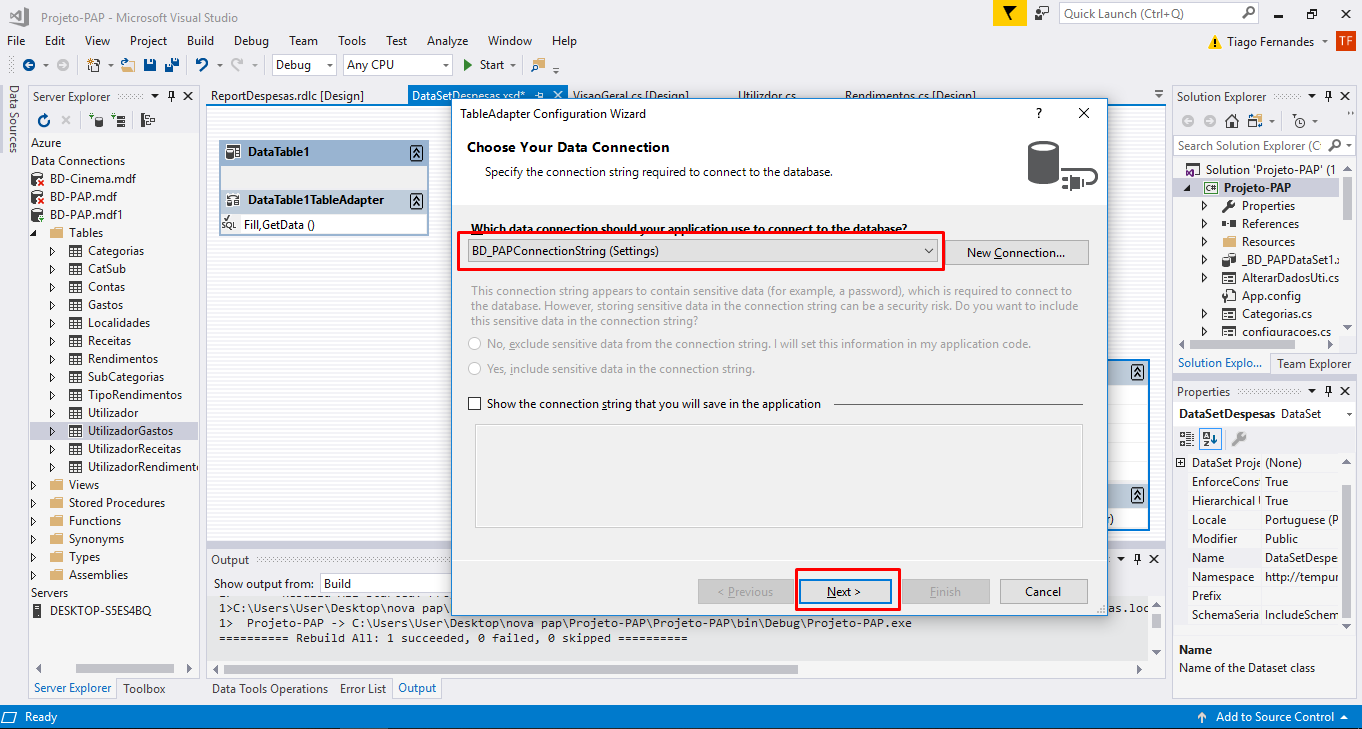 Projeto-PAP - Microsoft Visual Studio
Quick Launch (Ctrl+Q)
File Edit View Project Build Debug Team Tools Test Analyze Window Help
Tiago Fernandes TF
Debug Any CPU Start
Data Sources
Server Explorer
Azure
Data Connections
BD-Cinema.mdf
BD-PAP.mdf
BD-PAP.mdf1
Tables
Categorias
CatSub
Contas
Gastos
Localidades
Receitas
Rendimentos
SubCategorias
TipoRendimentos
Utilizador
UtilizadorGastos
UtilizadorReceitas
UtilizadorRendiment
Views
Stored Procedures
Functions
Synonyms
Types
Assemblies
Servers
DESKTOP-S5ES4BQ
Server Explorer Toolbox
ReportDespesas.rdlc [Design] DataSetDespesas.xsd* VisaoGeral.cs [Design] Utilizdor.cs Rendimentos.cs [Design]
DataTable1
DataTable1TableAdapter
SQL Fill,GetData ()
TableAdapter Configuration Wizard ?
Choose Your Data Connection
Specify the connection string required to connect to the database.
Which data connection should your application use to connect to the database?
BD_PAPConnectionString (Settings) New Connection...
This connection string appears to contain sensitive data (for example, a password), which is required to connect to
the database. However, storing sensitive data in the connection string can be a security risk. Do you want to include
this sensitive data in the connection string?
No, exclude sensitive data from the connection string. I will set this information in my application code.
Yes, include sensitive data in the connection string.
Show the connection string that you will save in the application
< Previous Next > Finish Cancel
Output
Show output from: Build
1>C:\Users\User\Desktop\nova pap\
1> Projeto-PAP -> C:\Users\User\Desktop\nova pap\Projeto-PAP\Projeto-PAP\bin\Debug\Projeto-PAP.exe
========== Rebuild All: 1 succeeded, 0 failed, 0 skipped ==========
Data Tools Operations Error List Output
Solution Explorer
Search Solution Explorer (C
Solution 'Projeto-PAP' (1
C# Projeto-PAP
Properties
References
Resources
_BD_PAPDataSet1.
AlterarDadosUti.cs
App.config
Categorias.cs
configuracoes.cs
Solution Explo... Team Explorer
Properties
DataSetDespesas DataSet
DataSet Proje (None)
EnforceCons True
Hierarchical True
Locale Portuguese (P
Modifier Public
Name DataSetDespe
Namespace http://tempur
Prefix
SchemaSeria IncludeSchem
Name
Name of the Dataset class
Ready
Add to Source Control